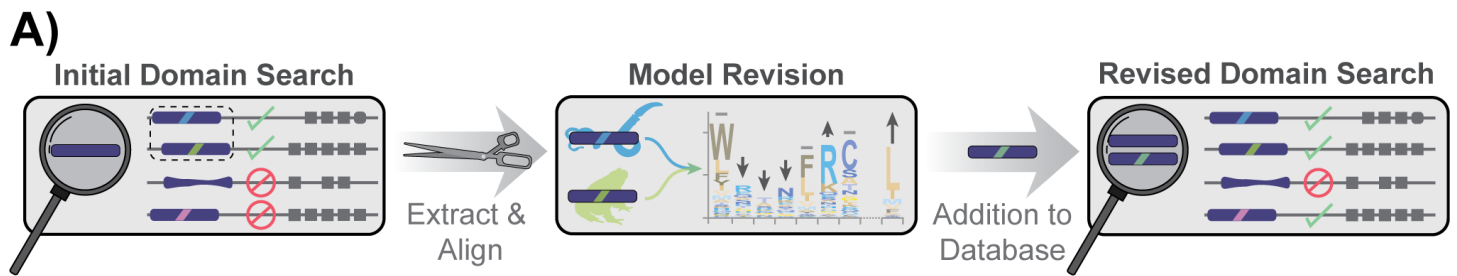 A)
Initial Domain Search
Model Revision
Revised Domain Search
Extract &
Align
W
F
R
C
L
N
Addition to
Database